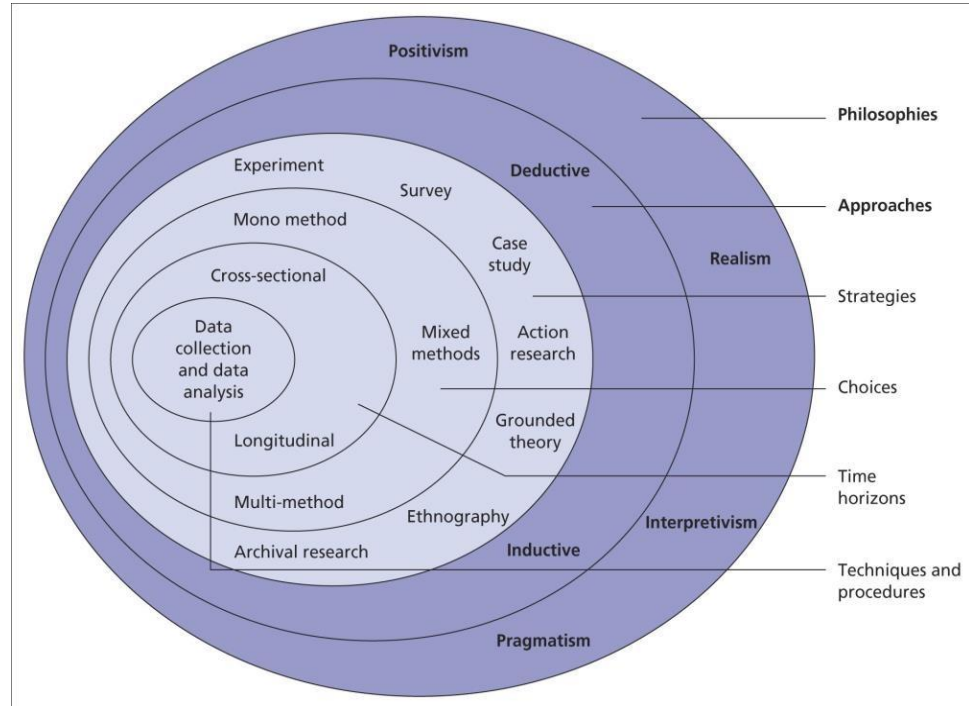 Positivism
Philosophies
Deductive
Approaches
Realism
Experiment
Survey
Mono method
Case
study
Strategies
Cross-sectional
Data
collection
and data
analysis
Mixed
methods
Action
research
Choices
Grounded
theory
Longitudinal
Time
horizons
Multi-method
Ethnography
Interpretivism
Archival research
Inductive
Techniques and
procedures
Pragmatism